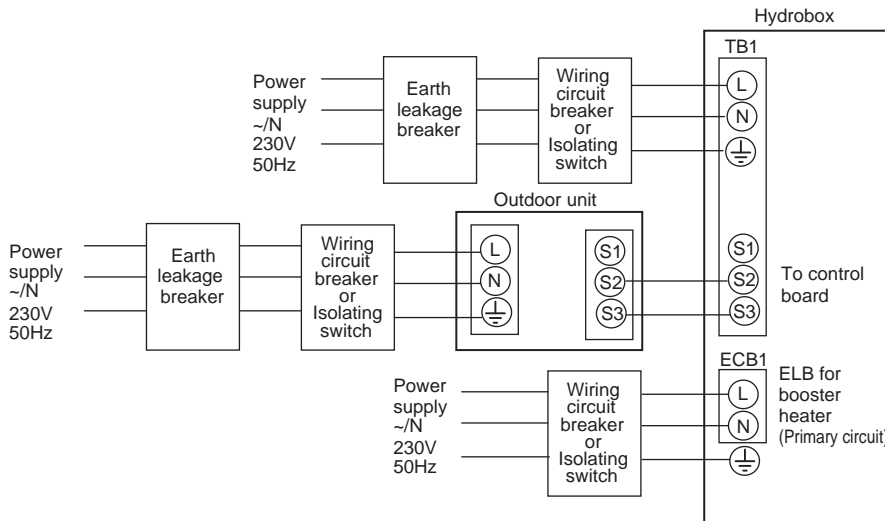 Hydrobox
TB1
Power
supply
~/N
230V
50Hz
Earth
leakage
breaker
Wiring
circuit
breaker
or
Isolating
switch
L
N
Outdoor unit
Power
supply
~/N
230V
50Hz
Earth
leakage
breaker
Wiring
circuit
breaker
or
Isolating
switch
L
N
S1
S2
S3
S1
S2
S3
To control
board
ECB1
Power
supply
~/N
230V
50Hz
Wiring
circuit
breaker
or
Isolating
switch
L
N
ELB for
booster
heater
(Primary circuit)